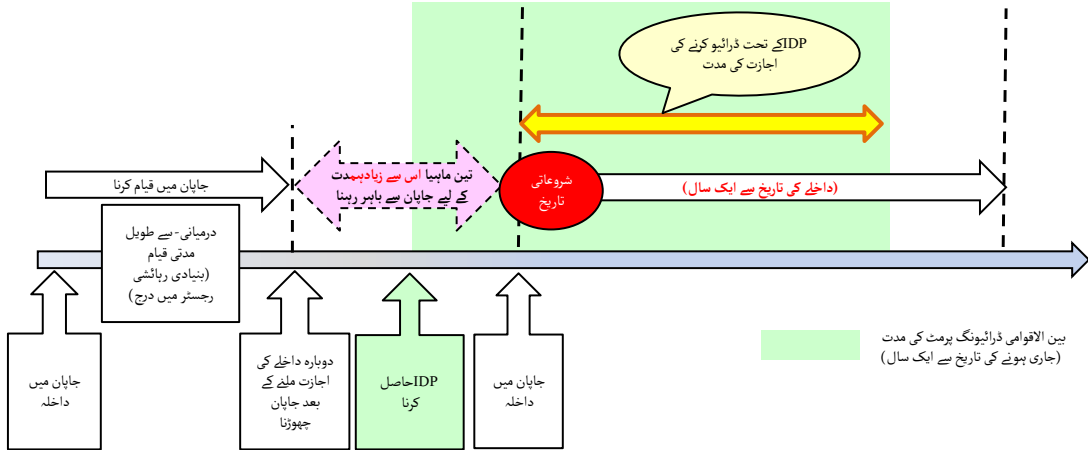 IDPکے تحت ڈرائیو کرنے کی
اجازت کی مدت
جاپان میں قیام کرنا
تین ماہیا اس سے زیادہمدت
کے لیے جاپان سے باہر رہنا
شروعاتی
تاریخ
(داخلے کی تاریخ سے ایک سال)
درمیانی-سے طویل
مدتی قیام
(بنیادی رہائشی
رجسٹر میں درج)
جاپان میں
داخلہ
دوبارہ داخلے کی
اجازت ملنے کے
بعد جاپان
چھوڑنا
IDPحاصل
کرنا
جاپان میں
داخلہ
بین الاقوامی ڈرائیونگ پرمٹ کی مدت
(جاری ہونے کی تاریخ سے ایک سال)